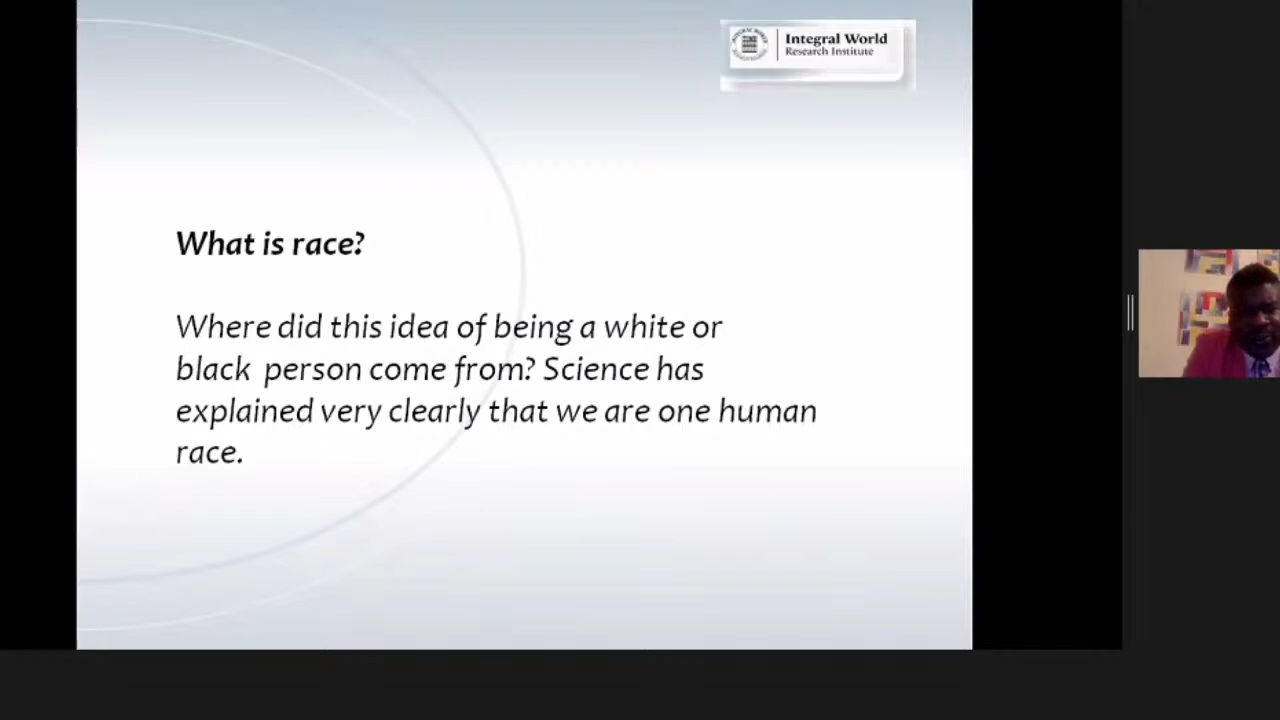 Integral World
Research Institute
What is race?
Where did this idea of being a white or
black  person come from? Science has
explained very clearly that we are one human
race.